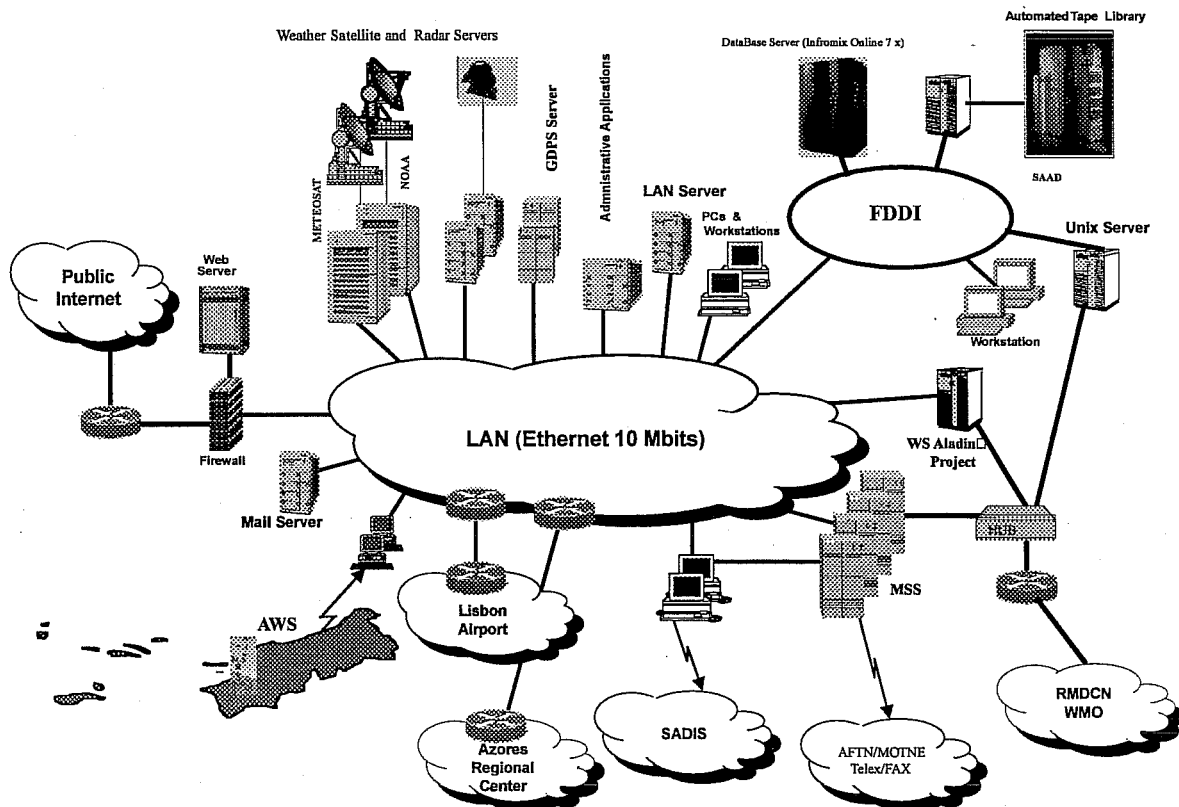 Automated Tape Library
Weather Satellite and Radar Servers
DataBase Server (Infromix Online 7 x)
METEOSAT
NOAA
GDPS Server
Admnistrative Applications
LAN Server
PCs &
Workstations
FDDI
SAAD
Unix Server
Workstation
Public
Internet
Web
Server
Firewall
LAN (Ethernet 10 Mbits)
WS Aladin□
Project
Mail Server
HUB
MSS
AWS
Lisbon
Airport
Azores
Regional
Center
SADIS
AFTN/MOTNE
Telex/FAX
RMDCN
WMO